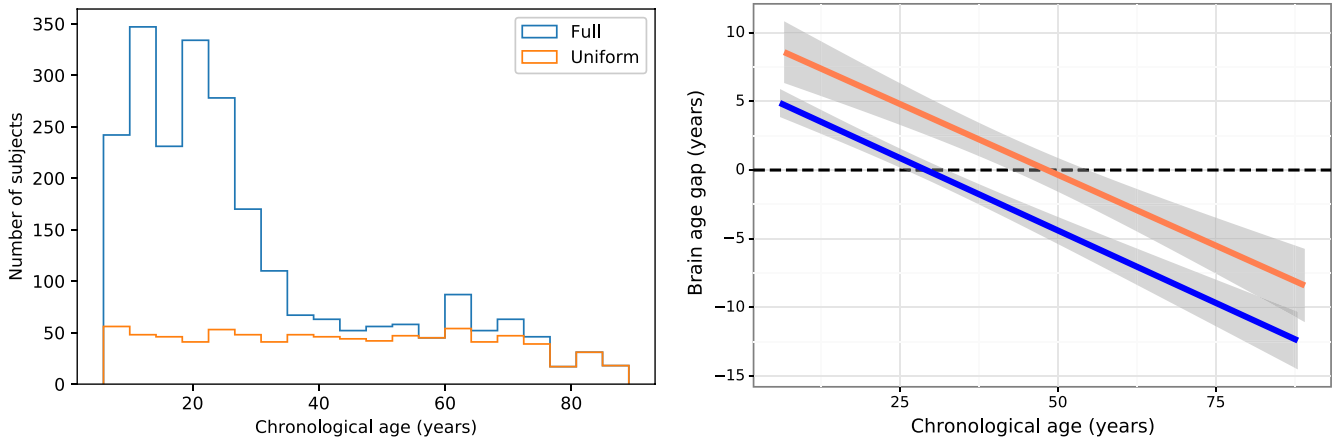 350
300
250
200
150
100
50
0
Number of subjects
Full
Uniform
20 40 60 80
Chronological age (years)
10
5
0
−5
−10
−15
Brain age gap (years)
25 50 75
Chronological age (years)